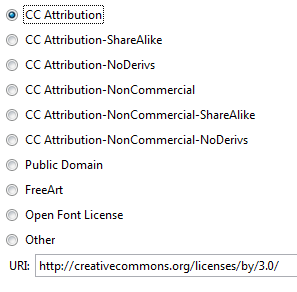 CC Attribution
CC Attribution-ShareAlike
CC Attribution-NoDerivs
CC Attribution-NonCommercial
CC Attribution-NonCommercial-ShareAlike
CC Attribution-NonCommercial-NoDerivs
Public Domain
FreeArt
Open Font License
Other
URI: http://creativecommons.org/licenses/by/3.0/